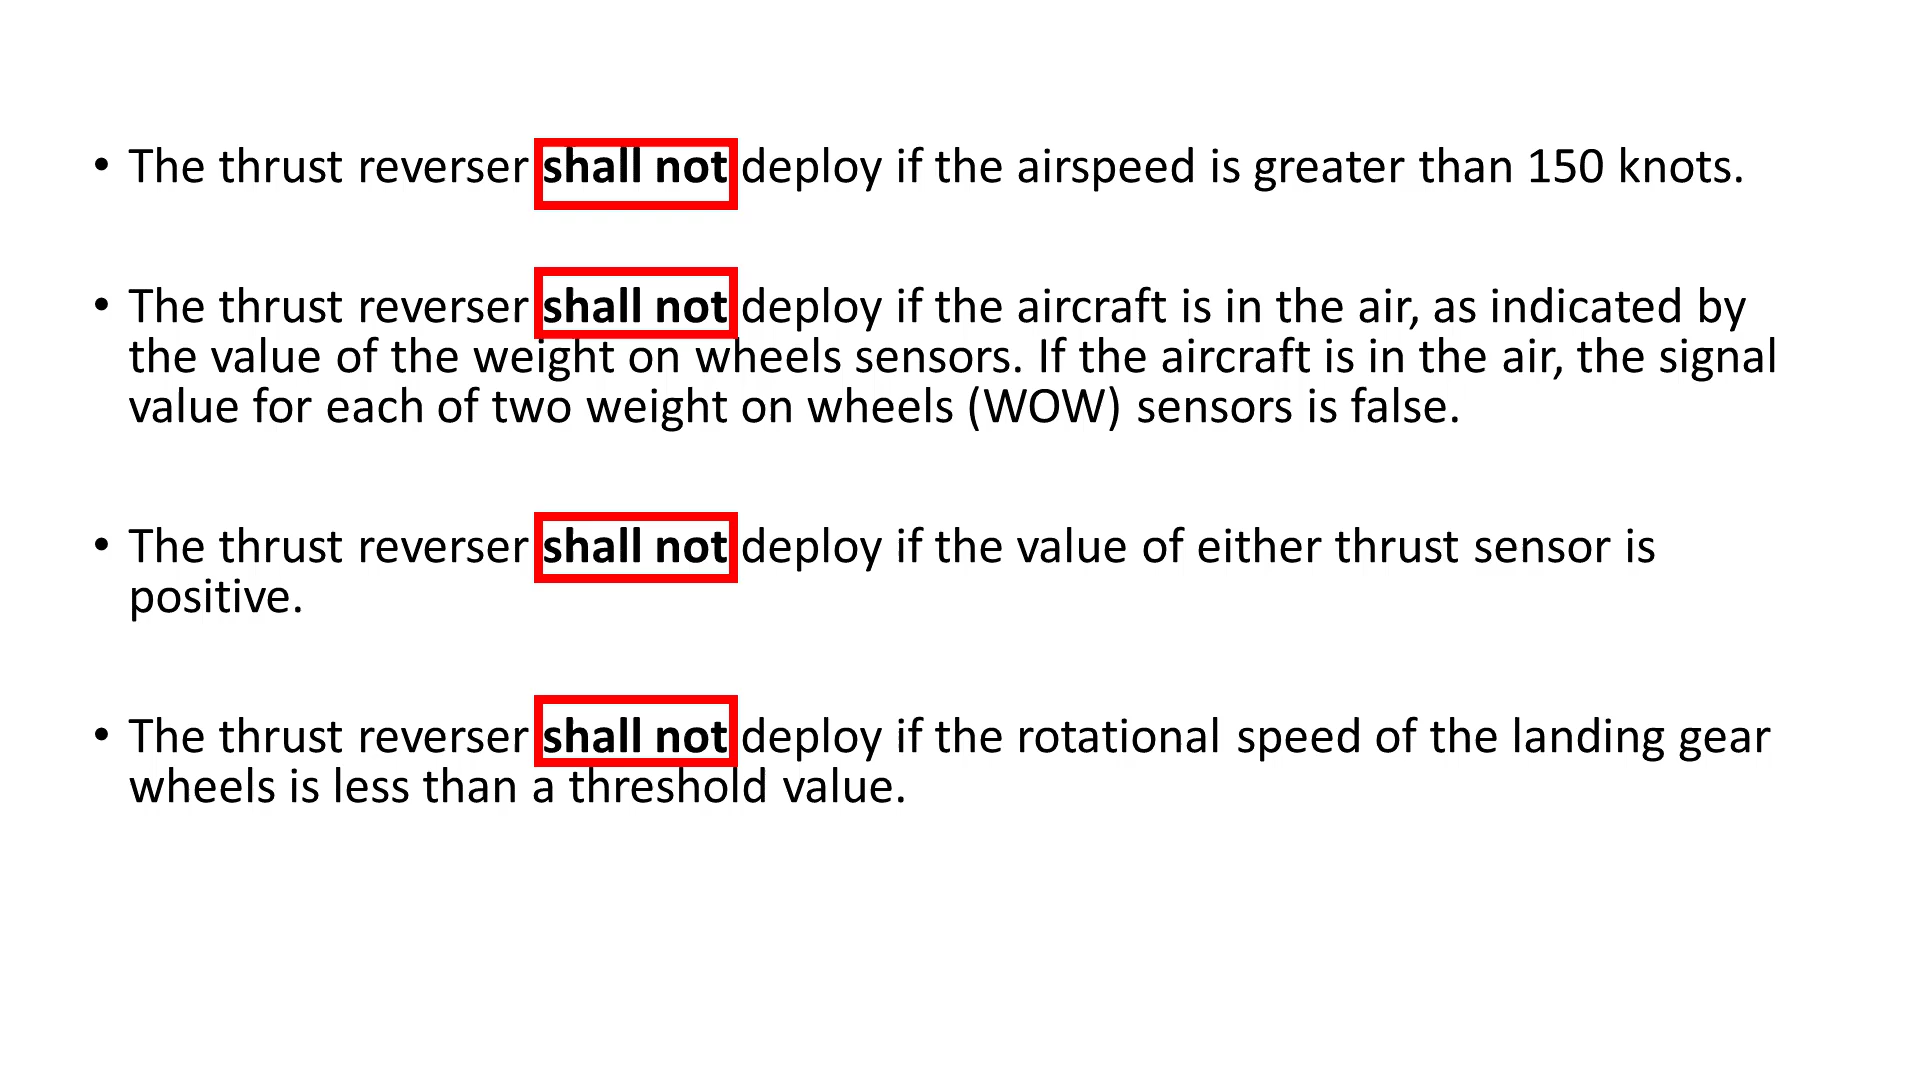 • The thrust reverser shall not deploy if the airspeed is greater than 150 knots.
• The thrust reverser shall not deploy if the aircraft is in the air, as indicated by
the value of the weight on wheels sensors. If the aircraft is in the air, the signal
value for each of two weight on wheels (WOW) sensors is false.
• The thrust reverser shall not deploy if the value of either thrust sensor is
positive.
• The thrust reverser shall not deploy if the rotational speed of the landing gear
wheels is less than a threshold value.